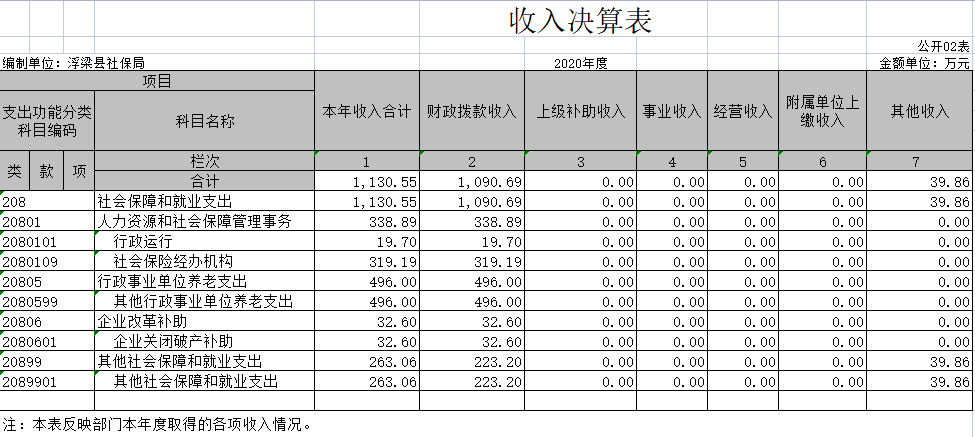 收入决算表
公开02表
编制单位：浮梁县社保局 2020年度 金额单位：万元
项目 本年收入合计 财政拨款收入 上级补助收入 事业收入 经营收入 附属单位上缴收入 其他收入
支出功能分类科目编码 科目名称
类 款 项 栏次 1 2 3 4 5 6 7
合计 1,130.55 1,090.69 0.00 0.00 0.00 0.00 39.86
208 社会保障和就业支出 1,130.55 1,090.69 0.00 0.00 0.00 0.00 39.86
20801 人力资源和社会保障管理事务 338.89 338.89 0.00 0.00 0.00 0.00 0.00
2080101 行政运行 19.70 19.70 0.00 0.00 0.00 0.00 0.00
2080109 社会保险经办机构 319.19 319.19 0.00 0.00 0.00 0.00 0.00
20805 行政事业单位养老支出 496.00 496.00 0.00 0.00 0.00 0.00 0.00
2080599 其他行政事业单位养老支出 496.00 496.00 0.00 0.00 0.00 0.00 0.00
20806 企业改革补助 32.60 32.60 0.00 0.00 0.00 0.00 0.00
2080601 企业关闭破产补助 32.60 32.60 0.00 0.00 0.00 0.00 0.00
20899 其他社会保障和就业支出 263.06 223.20 0.00 0.00 0.00 0.00 39.86
2089901 其他社会保障和就业支出 263.06 223.20 0.00 0.00 0.00 0.00 39.86
注：本表反映部门本年度取得的各项收入情况。